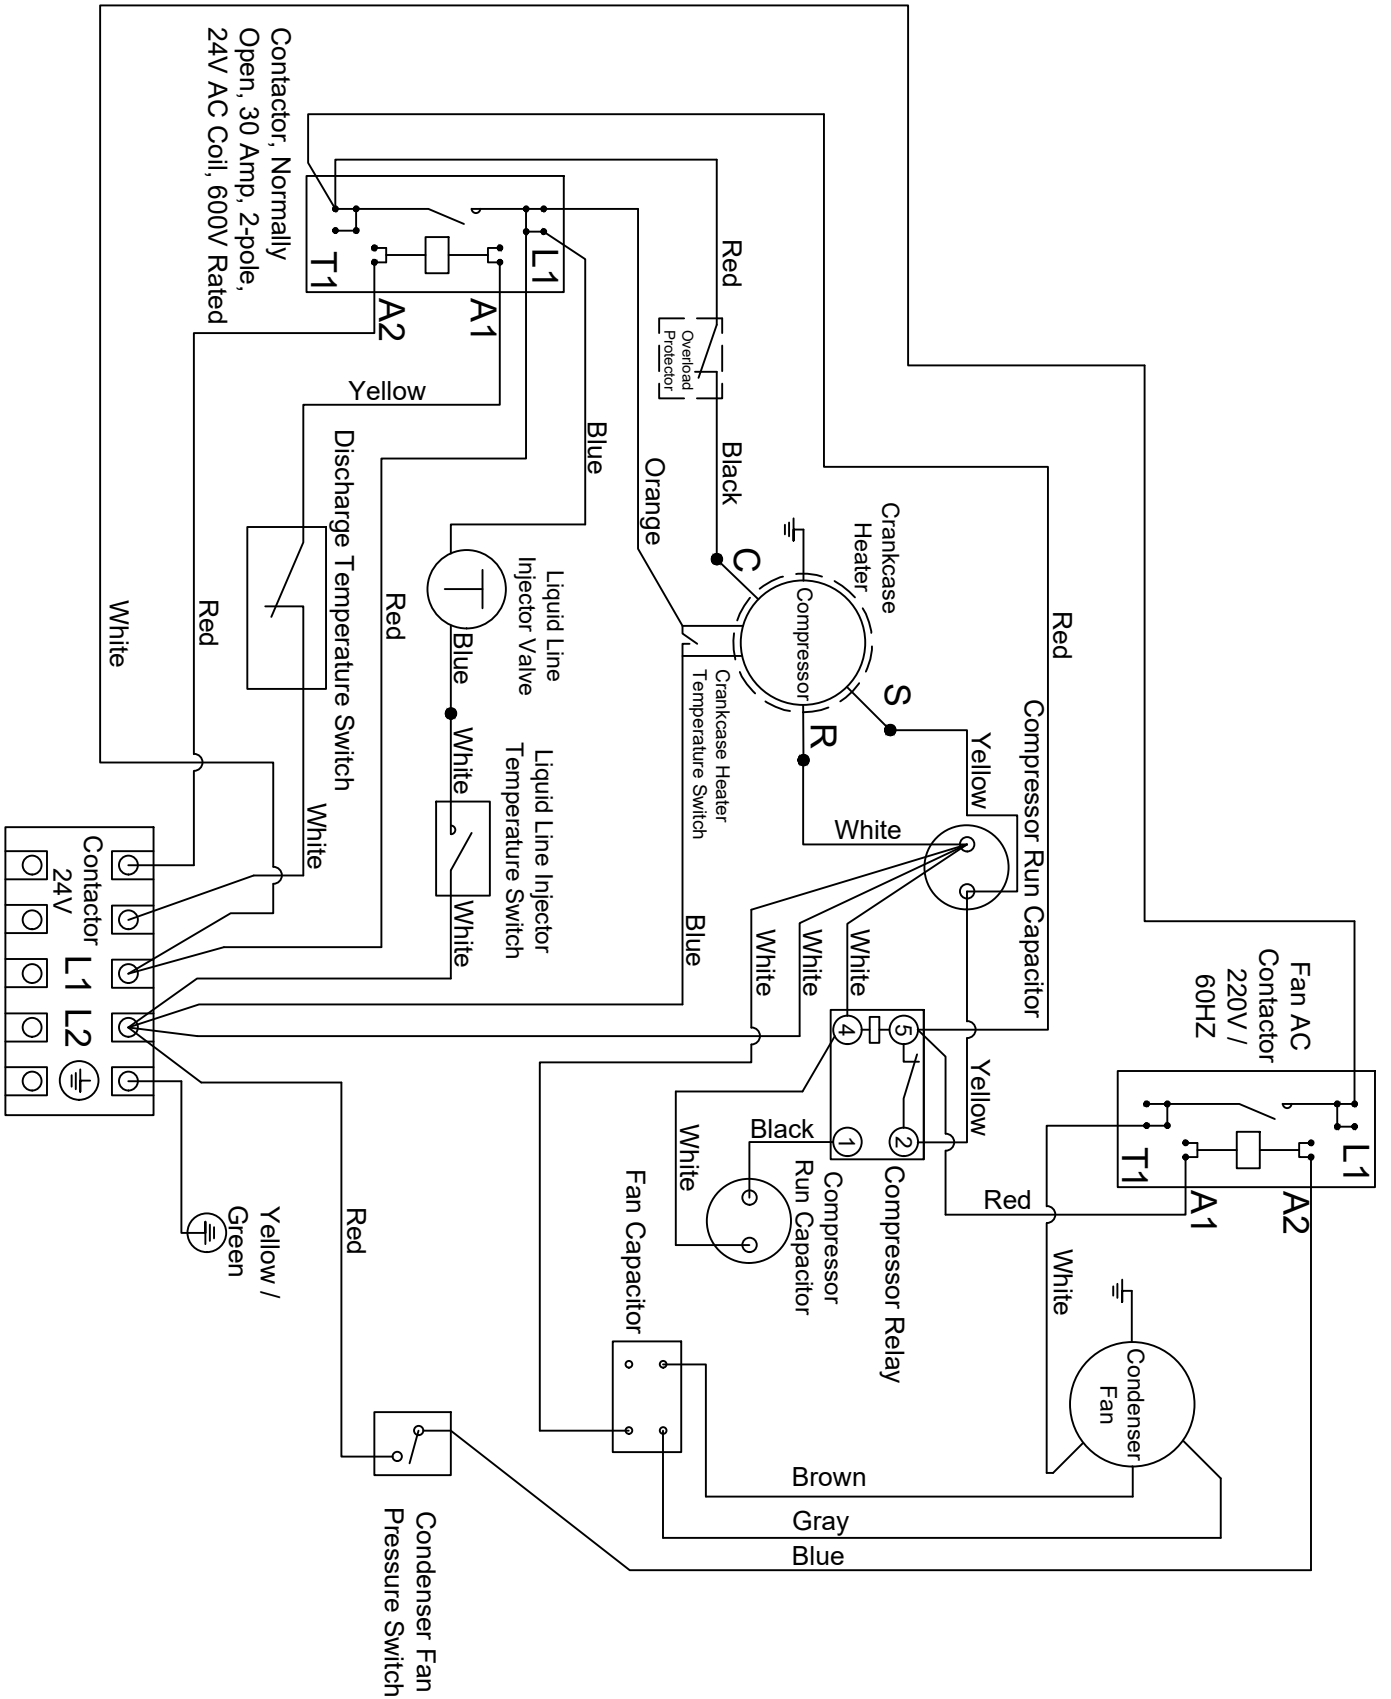 Contactor, Normally
Open, 30 Amp, 2-pole,
24V AC Coil, 600V Rated
L1
T1
A1
A2
Red
Overload
Protector
Black
Yellow
Blue
Orange
Crankcase
Heater
C
Compressor
S
R
Crankcase Heater
Temperature Switch
Red
Compressor Run Capacitor
Yellow
White
Discharge Temperature Switch
Red
Liquid Line
Injector Valve
Blue
White
Liquid Line Injector
Temperature Switch
White
White
Red
White
Blue
White
White
White
Contactor
24V
L1
L2
Yellow /
Green
Red
5
4
2
1
Yellow
Black
White
Compressor
Run Capacitor
Compressor Relay
Fan Capacitor
Fan AC
Contactor
220V /
60HZ
L1
T1
A2
A1
Red
White
Condenser
Fan
Brown
Gray
Blue
Condenser Fan
Pressure Switch